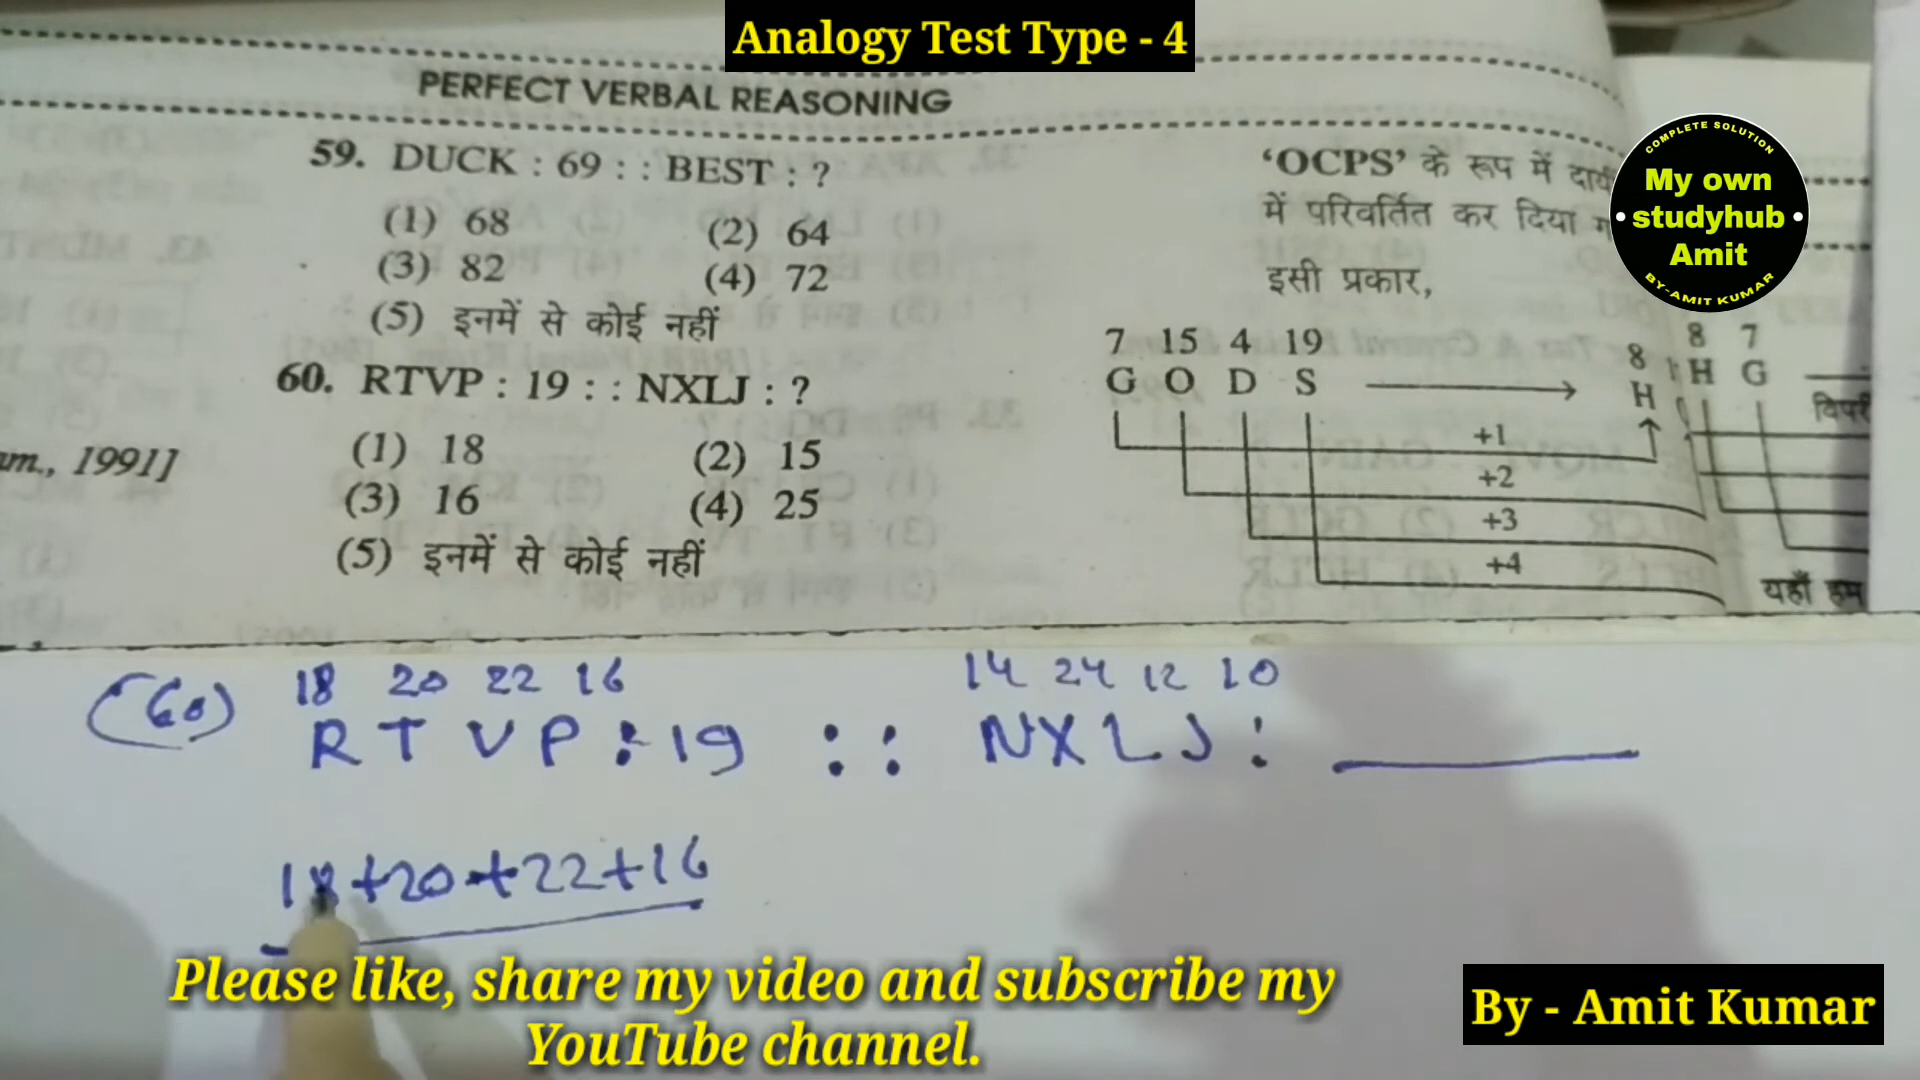 Analogy Test Type - 4
PERFECT VERBAL REASONING
59. DUCK : 69 : : BEST : ?
(1) 68 (2) 64
(3) 82 (4) 72
(5) इनमें से कोई नहीं
60. RTVP : 19 : : NXLJ : ?
(1) 18 (2) 15
(3) 16 (4) 25
(5) इनमें से कोई नहीं
1991]
‘OCPS’ के रूप में
में परिवर्तित कर दिया
इसी प्रकार,
7 15 4 19 8 8 7
G O D S H H G
+1
+2
+3
+4
यहाँ हम
COMPLETE SOLUTION
My own
studyhub
Amit
BY-AMIT KUMAR
18 20 22 16 14 24 12 10
(60) R T V P : 19 : : N X L J :
18+20+22+16
Please like, share my video and subscribe my
YouTube channel.
By - Amit Kumar